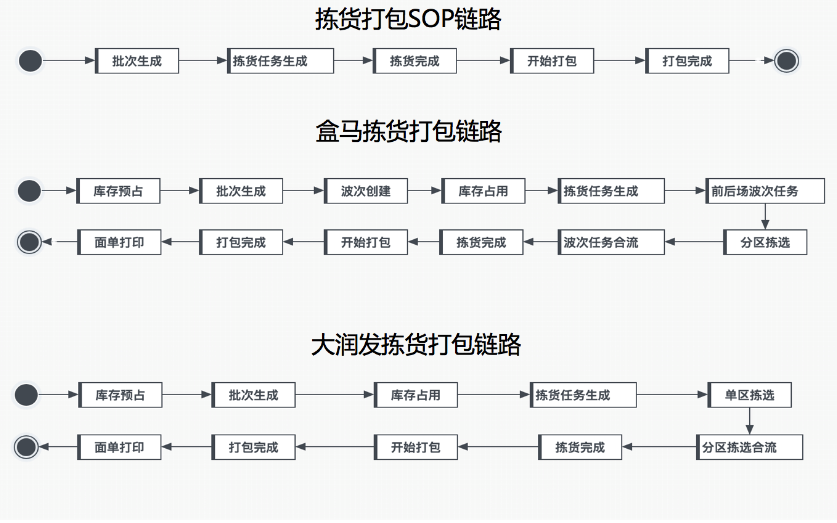 拣货打包SOP链路
批次生成
拣货任务生成
拣货完成
开始打包
打包完成
盒马拣货打包链路
库存预占
批次生成
波次创建
库存占用
拣货任务生成
前后场波次任务
分区拣选
波次任务合流
拣货完成
开始打包
打包完成
面单打印
大润发拣货打包链路
库存预占
批次生成
库存占用
拣货任务生成
单区拣选
分区拣选合流
拣货完成
开始打包
打包完成
面单打印